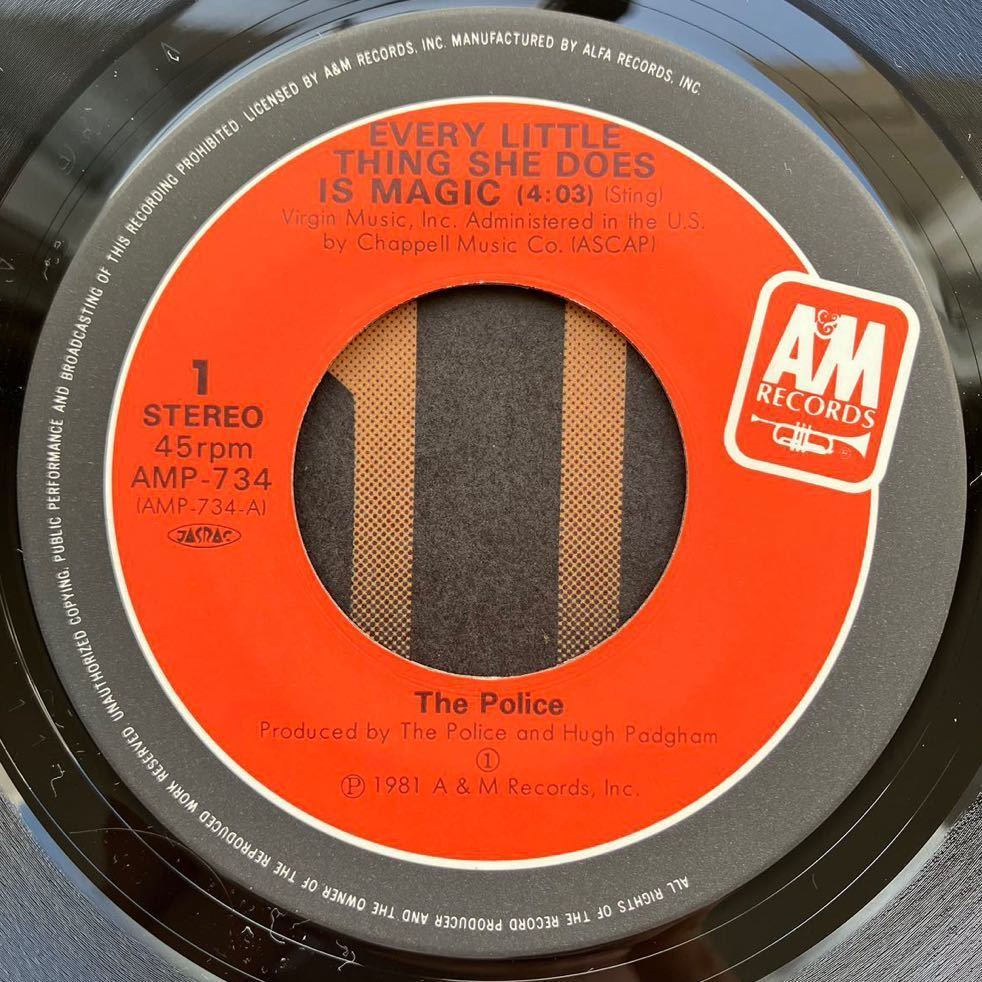 ALL RIGHTS OF THE RECORD PRODUCER AND THE OWNER OF THE REPRODUCED WORK RESERVED. UNAUTHORIZED COPYING, PUBLIC PERFORMANCE AND BROADCASTING OF THIS RECORDING PROHIBITED. LICENSED BY A&M RECORDS, INC. MANUFACTURED BY ALFA RECORDS, INC.
EVERY LITTLE
THING SHE DOES
IS MAGIC (4:03) (Sting)
Virgin Music, Inc. Administered in the U.S.
by Chappell Music Co. (ASCAP)
A&M
RECORDS
®
1
STEREO
45rpm
AMP-734
(AMP-734-A)
JASRAC
The Police
Produced by The Police and Hugh Padgham
①
Ⓟ 1981 A & M Records, Inc.